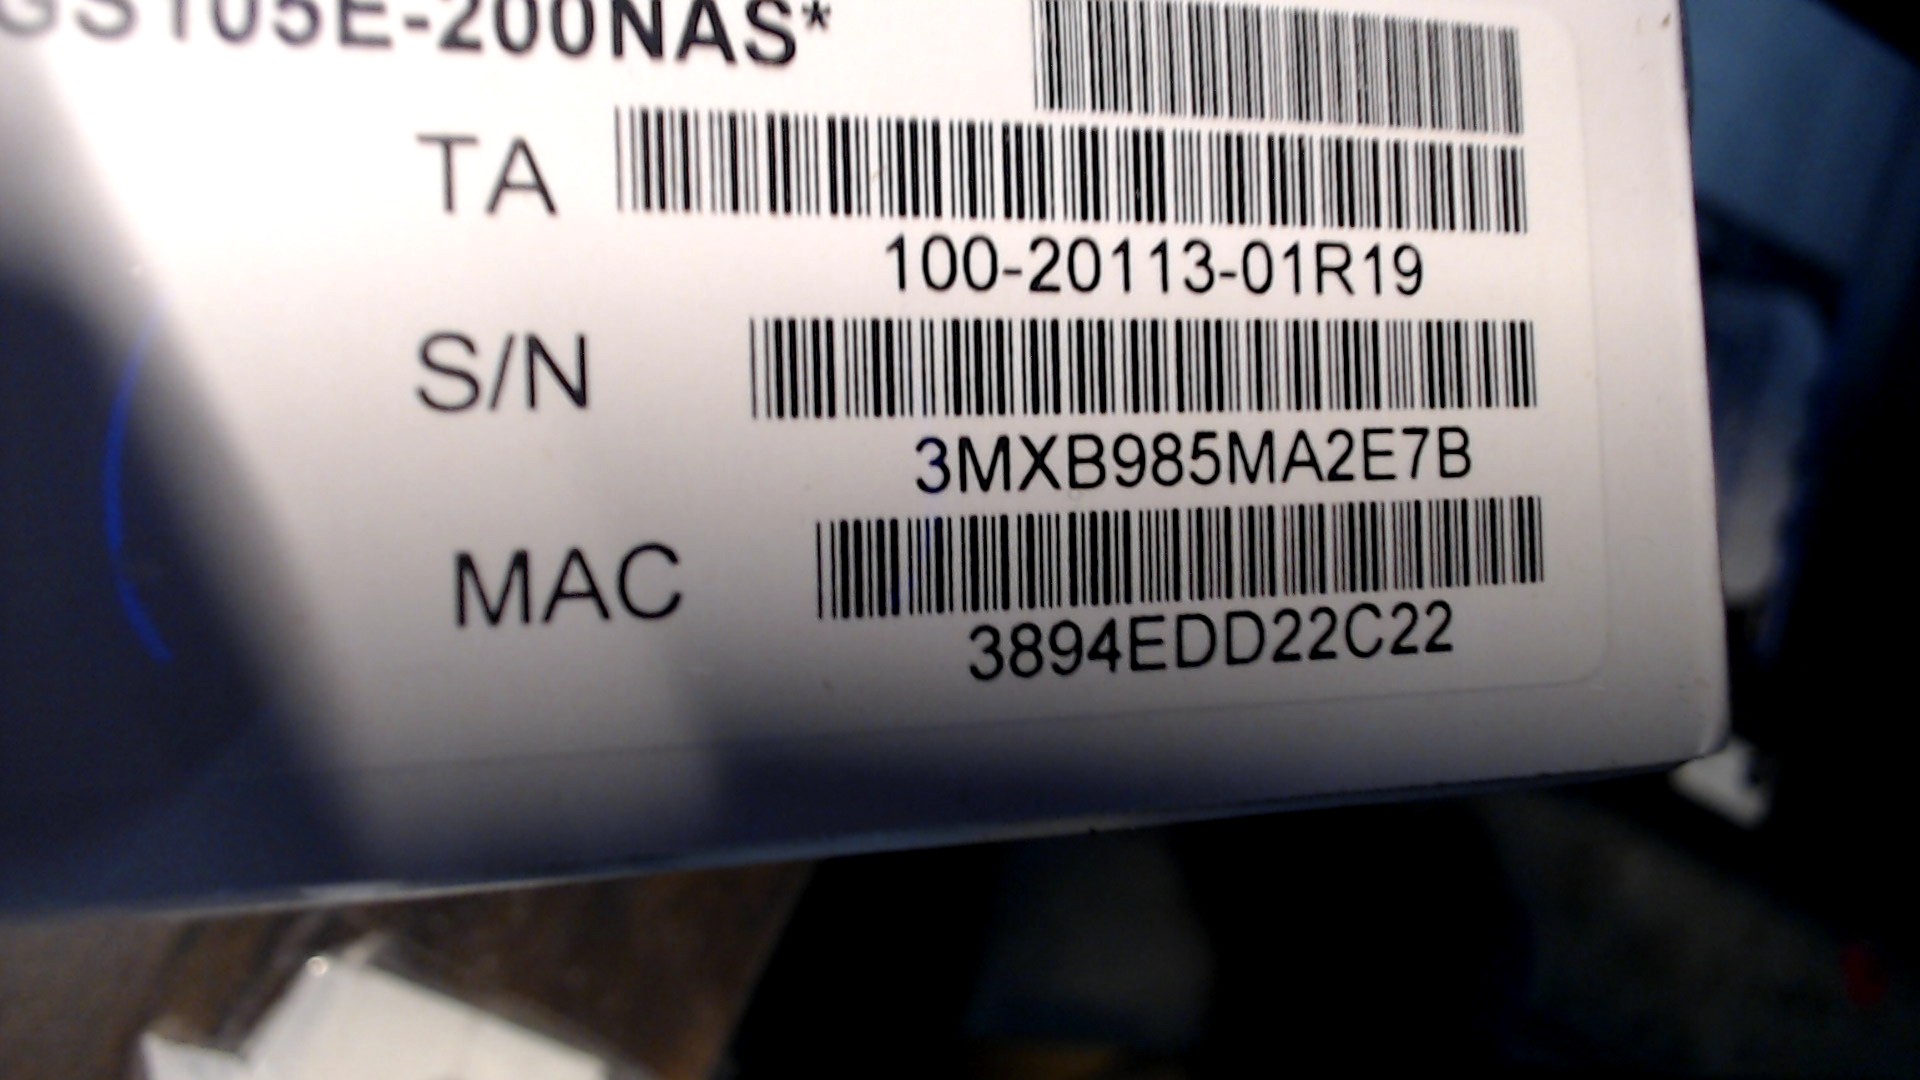 GS105E-200NAS*
TA
100-20113-01R19
S/N
3MXB985MA2E7B
MAC
3894EDD22C22